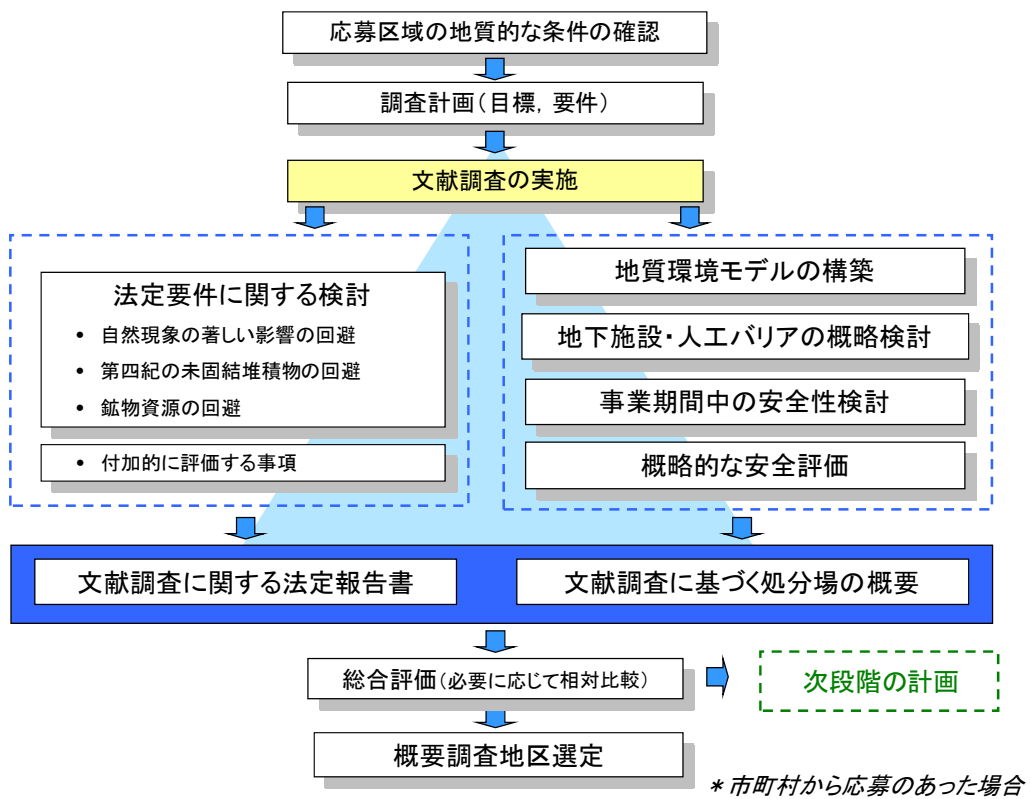 応募区域の地質的な条件の確認
調査計画（目標，要件）
文献調査の実施
法定要件に関する検討
• 自然現象の著しい影響の回避
• 第四紀の未固結堆積物の回避
• 鉱物資源の回避
• 付加的に評価する事項
地質環境モデルの構築
地下施設・人工バリアの概略検討
事業期間中の安全性検討
概略的な安全評価
文献調査に関する法定報告書
文献調査に基づく処分場の概要
総合評価（必要に応じて相対比較）
次段階の計画
概要調査地区選定
＊市町村から応募のあった場合